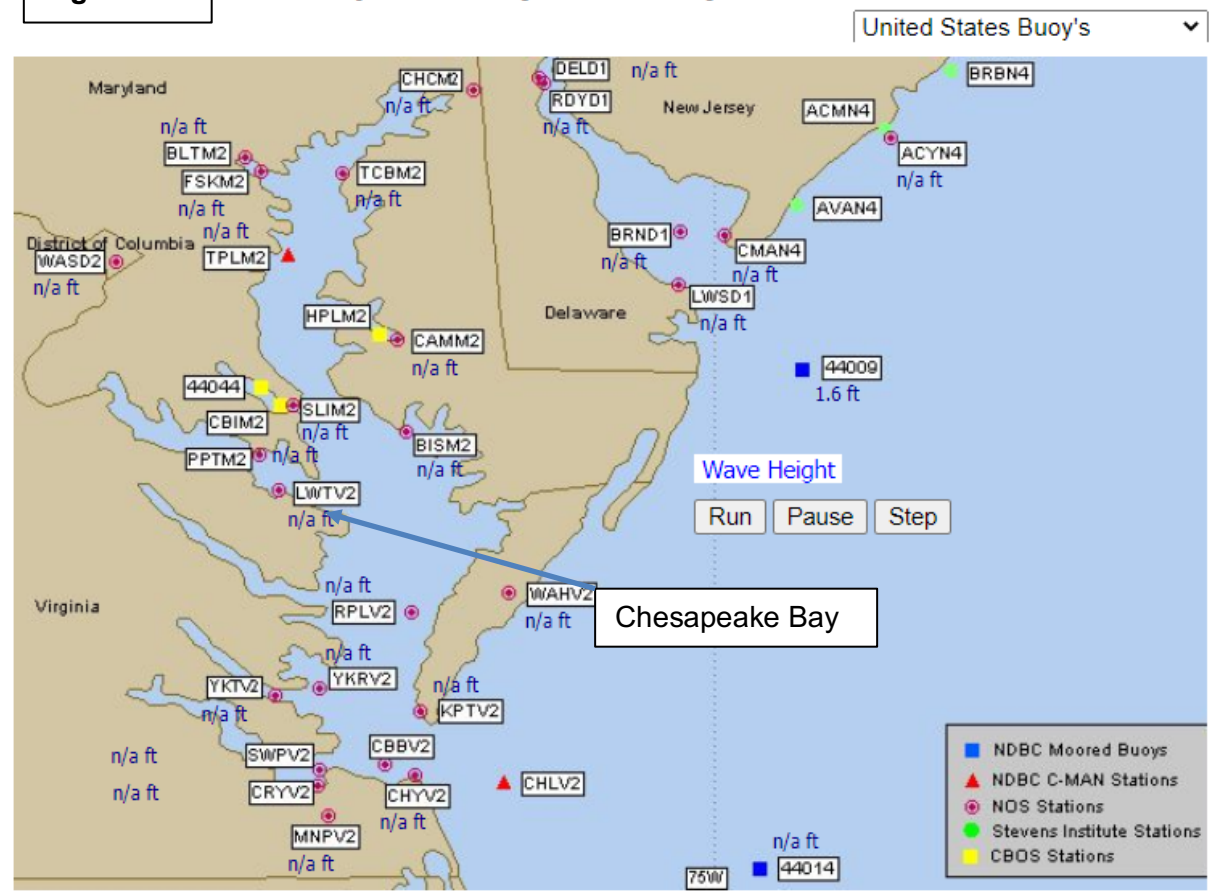 United States Buoy's
Maryland
CHCM2
n/a ft
DELD1
n/a ft
RDYD1
n/a ft
New Jersey
BRBN4
ACMN4
ACYN4
n/a ft
n/a ft
BLTM2
FSKM2
n/a ft
TCBM2
n/a ft
AVAN4
District of Columbia
n/a ft
WASD2
TPLM2
n/a ft
BRND1
n/a ft
CMAN4
n/a ft
LWSD1
n/a ft
HPLM2
Delaware
CAMM2
n/a ft
44009
1.6 ft
44044
SLIM2
CBIM2
n/a ft
BISM2
n/a ft
PPTM2
n/a ft
Wave Height
LWTV2
n/a ft
Run Pause Step
n/a ft
WAHV2
n/a ft
Chesapeake Bay
Virginia
RPLV2
n/a ft
YKRV2
YKTV2
n/a ft
n/a ft
KPTV2
n/a ft
SWPV2
CBBV2
n/a ft
CRYV2
CHYV2
n/a ft
CHLV2
MNPV2
n/a ft
n/a ft
44014
75W
NDBC Moored Buoys
NDBC C-MAN Stations
NOS Stations
Stevens Institute Stations
CBOS Stations